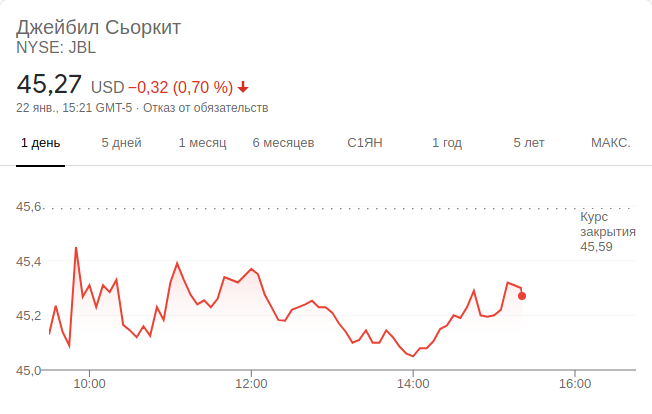 Джейбил Сьоркит
NYSE: JBL
45,27 USD −0,32 (0,70 %)
22 янв., 15:21 GMT-5 · Отказ от обязательств
1 день 5 дней 1 месяц 6 месяцев С1ЯН 1 год 5 лет МАКС.
45,6
Курс
закрытия
45,59
45,4
45,2
45,0
10:00 12:00 14:00 16:00